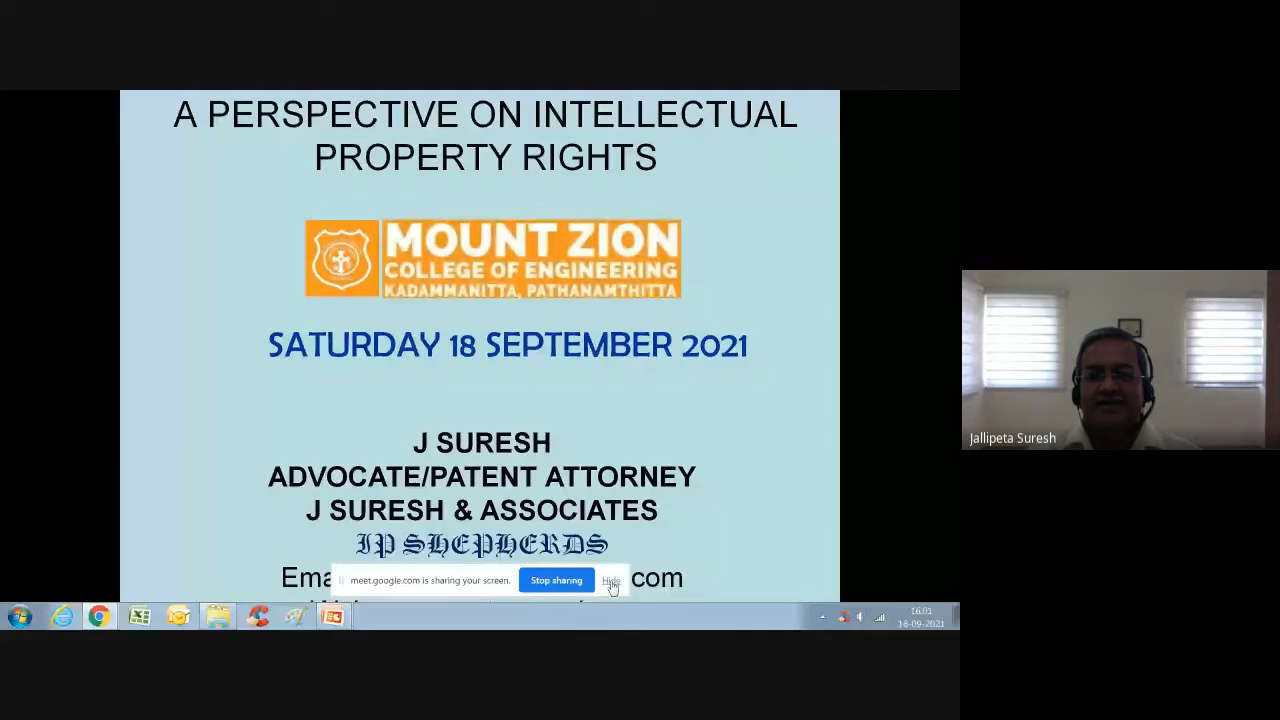 A PERSPECTIVE ON INTELLECTUAL
PROPERTY RIGHTS
MOUNT ZION
COLLEGE OF ENGINEERING
KADAMMANITTA, PATHANAMTHITTA
SATURDAY 18 SEPTEMBER 2021
J SURESH
ADVOCATE/PATENT ATTORNEY
J SURESH & ASSOCIATES
IP SHEPHERDS
com
meet.google.com is sharing your screen.
Stop sharing
Hide
16:01
18-09-2021
Jallipeta Suresh